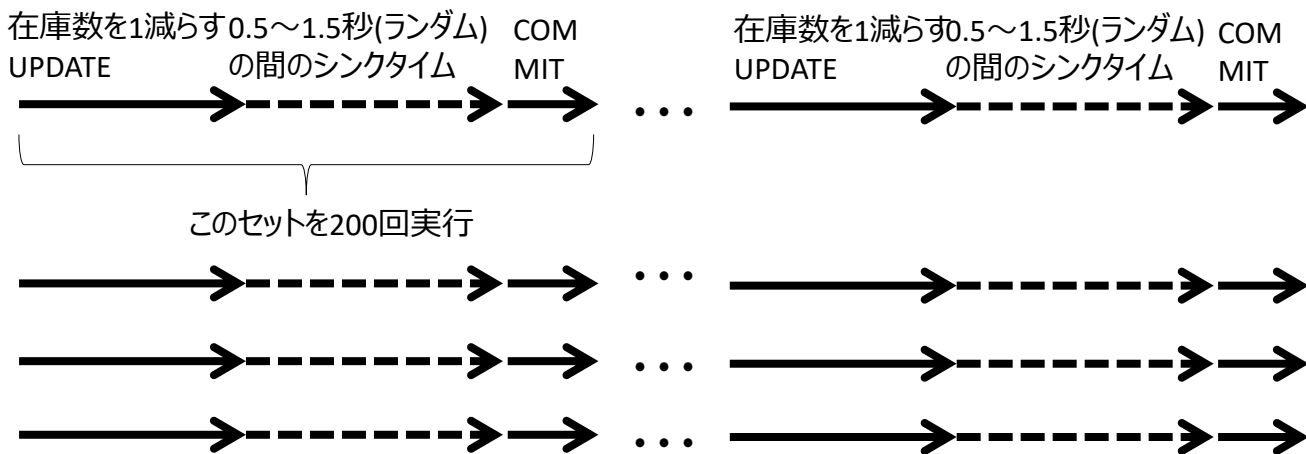 在庫数を1減らす
UPDATE
0.5～1.5秒(ランダム)
の間のシンクタイム
COM
MIT
在庫数を1減らす
UPDATE
0.5～1.5秒(ランダム)
の間のシンクタイム
COM
MIT
・・・
このセットを200回実行
・・・
・・・
・・・